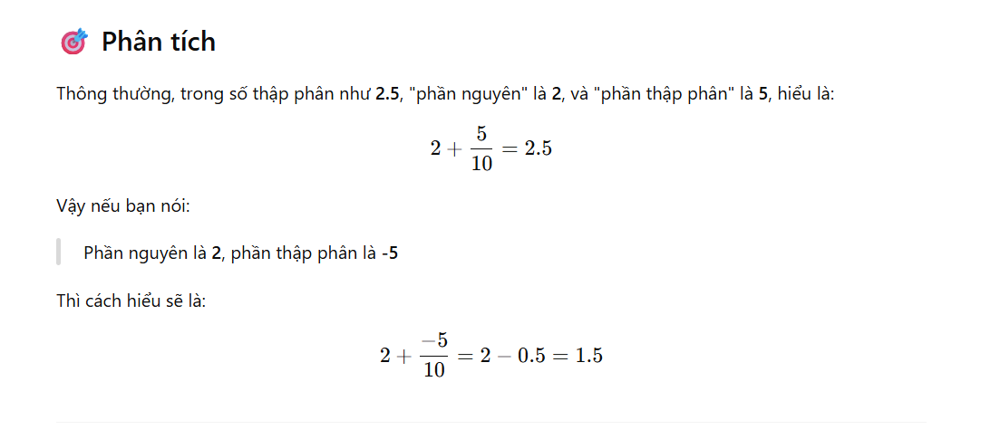 🎯 Phân tích
Thông thường, trong số thập phân như 2.5, "phần nguyên" là 2, và "phần thập phân" là 5, hiểu là:
2 + 5/10 = 2.5
Vậy nếu bạn nói:
Phần nguyên là 2, phần thập phân là -5
Thì cách hiểu sẽ là:
2 + −5/10 = 2 − 0.5 = 1.5